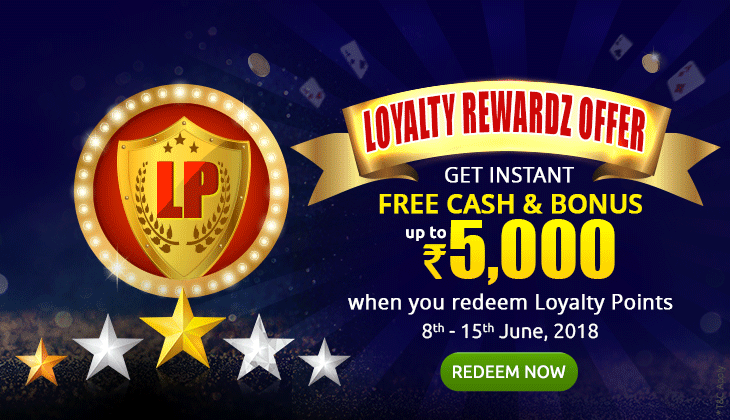 LP
LOYALTY REWARDZ OFFER
GET INSTANT
FREE CASH & BONUS
up to
₹5,000
when you redeem Loyalty Points
8th - 15th June, 2018
REDEEM NOW
*T&C Apply